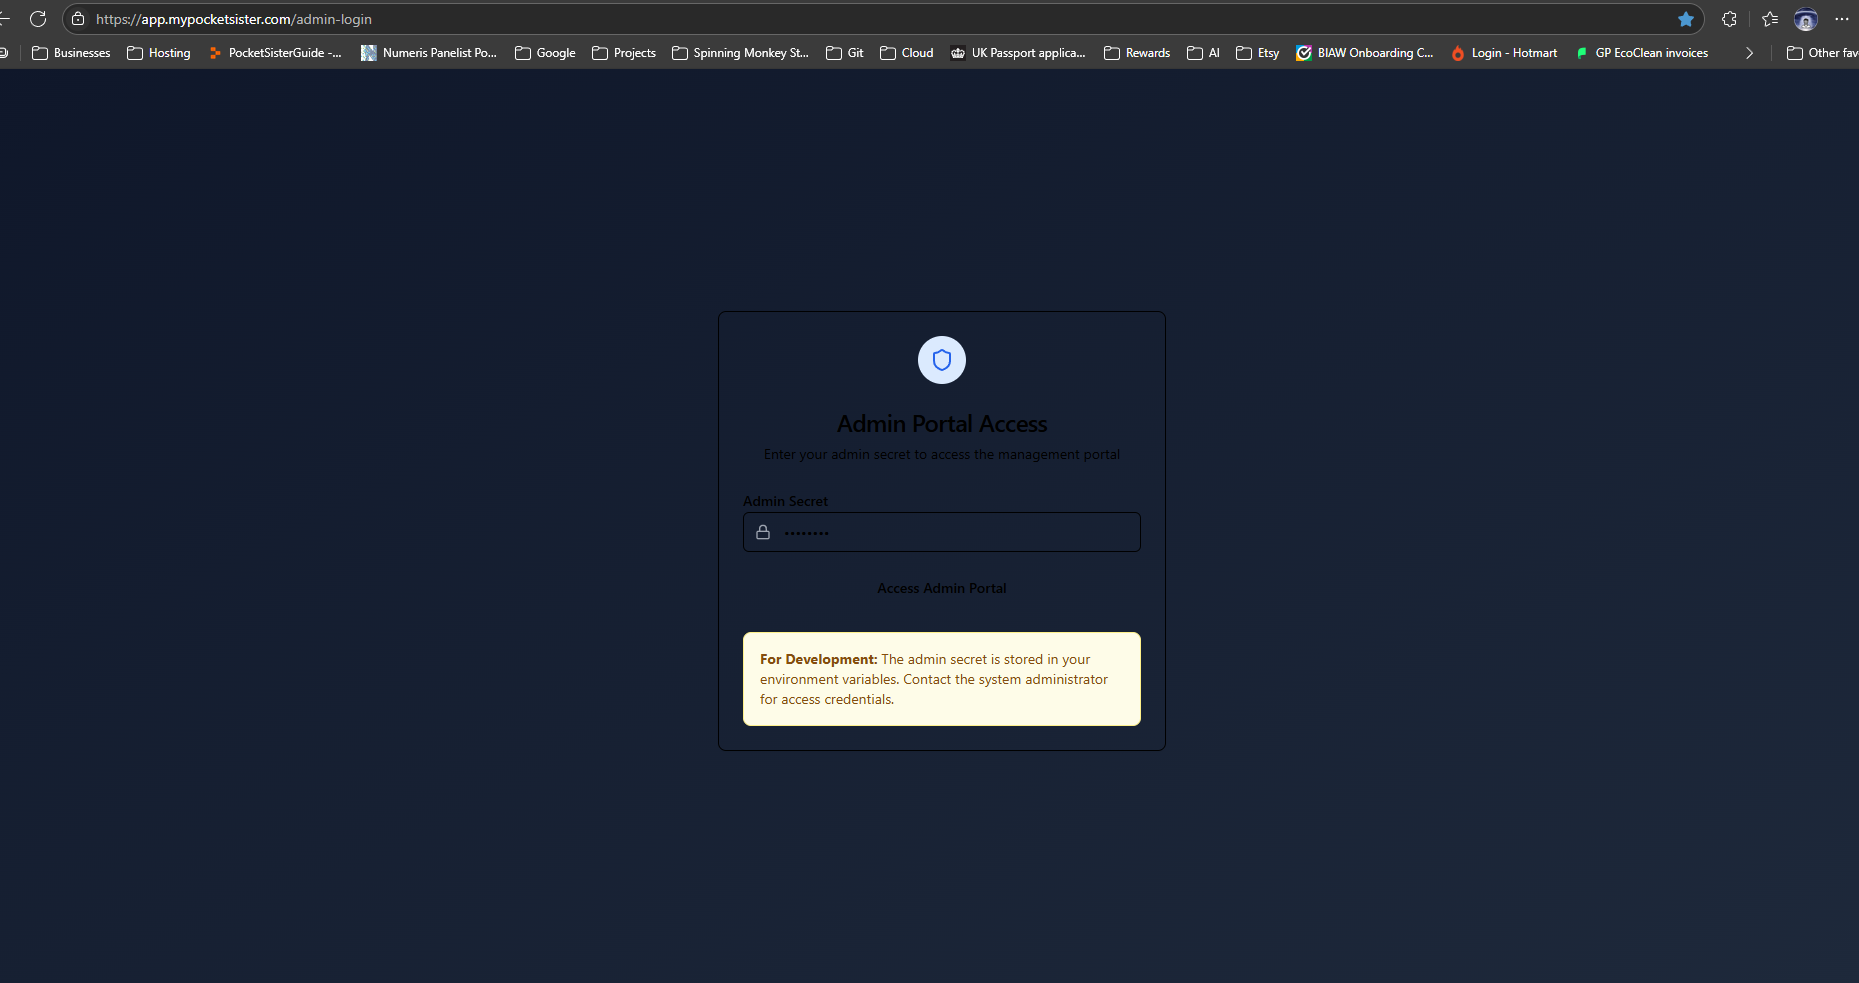 https://app.mypocketsister.com/admin-login
Businesses Hosting PocketSisterGuide -... Numeris Panelist Po... Google Projects Spinning Monkey St... Git Cloud UK Passport applica... Rewards AI Etsy BIAW Onboarding C... Login - Hotmart GP EcoClean invoices Other fav
Admin Portal Access
Enter your admin secret to access the management portal
Admin Secret
••••••••
Access Admin Portal
For Development: The admin secret is stored in your
environment variables. Contact the system administrator
for access credentials.